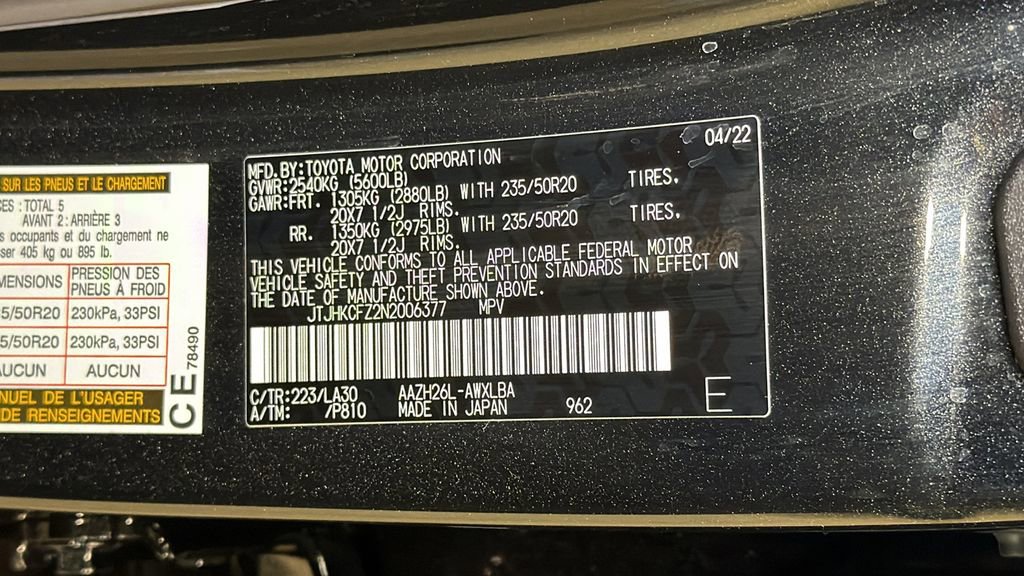 SUR LES PNEUS ET LE CHARGEMENT
CES : TOTAL 5
AVANT 2 : ARRIÈRE 3
s occupants et du chargement ne
ser 405 kg ou 895 lb.
MENSIONS PRESSION DES PNEUS À FROID
5/50R20 230kPa, 33PSI
5/50R20 230kPa, 33PSI
AUCUN AUCUN
NUEL DE L'USAGER
DE RENSEIGNEMENTS
CE 78490
04/22
MFD. BY: TOYOTA MOTOR CORPORATION
GVWR: 2540KG (5600LB)
GAWR: FRT. 1305KG (2880LB) WITH 235/50R20 TIRES.
20X7 1/2J RIMS.
RR. 1350KG (2975LB) WITH 235/50R20 TIRES.
20X7 1/2J RIMS.
THIS VEHICLE CONFORMS TO ALL APPLICABLE FEDERAL MOTOR
VEHICLE SAFETY AND THEFT PREVENTION STANDARDS IN EFFECT ON
THE DATE OF MANUFACTURE SHOWN ABOVE.
JTJHKCFZ2N2006377 MPV
C/TR: 223/LA30 AAZH26L-AWXLBA
A/TM: /P810 MADE IN JAPAN 962
E